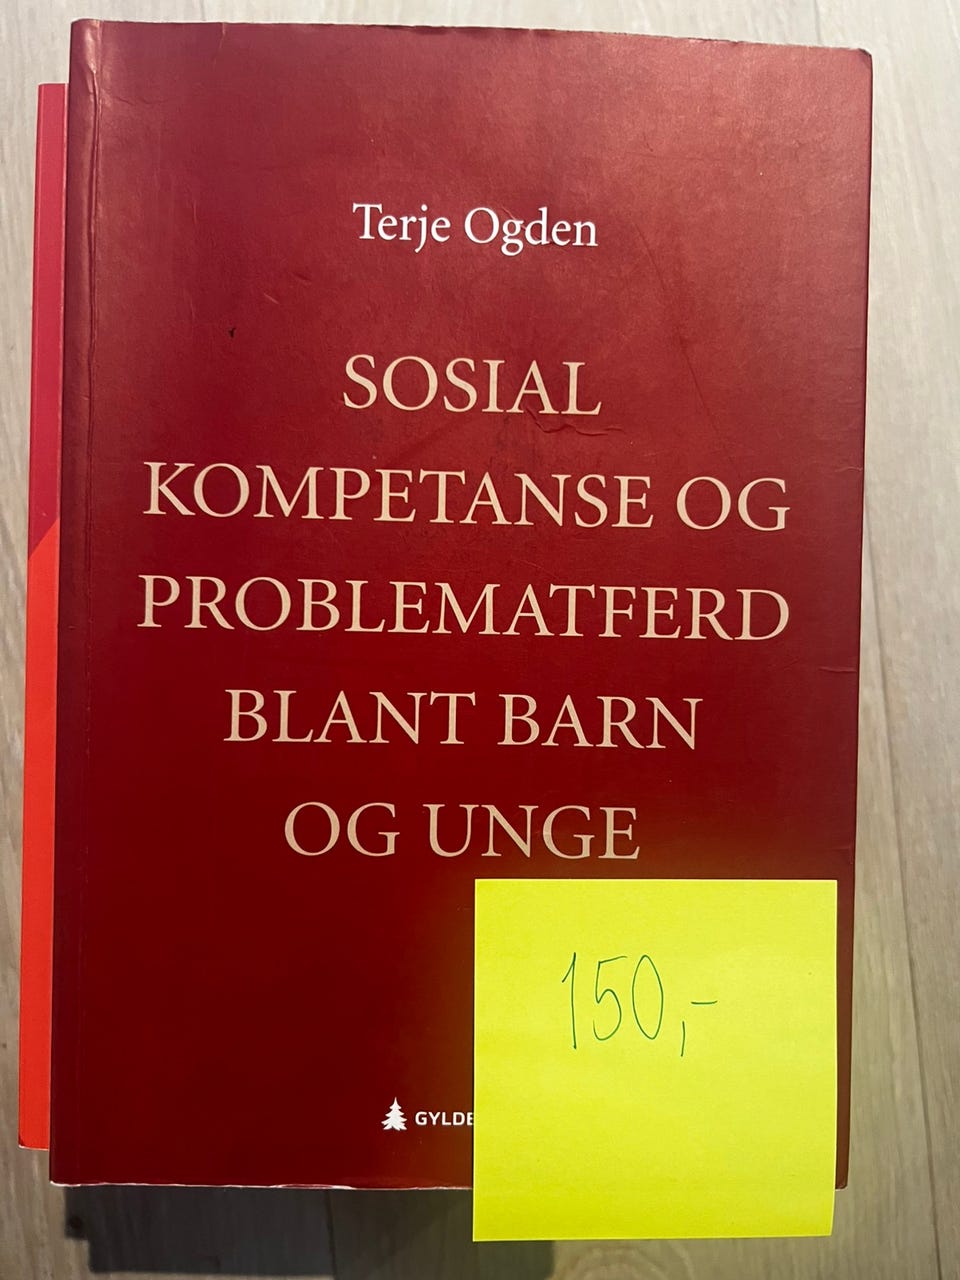 Terje Ogden
SOSIAL
KOMPETANSE OG
PROBLEMATFERD
BLANT BARN
OG UNGE
150,-